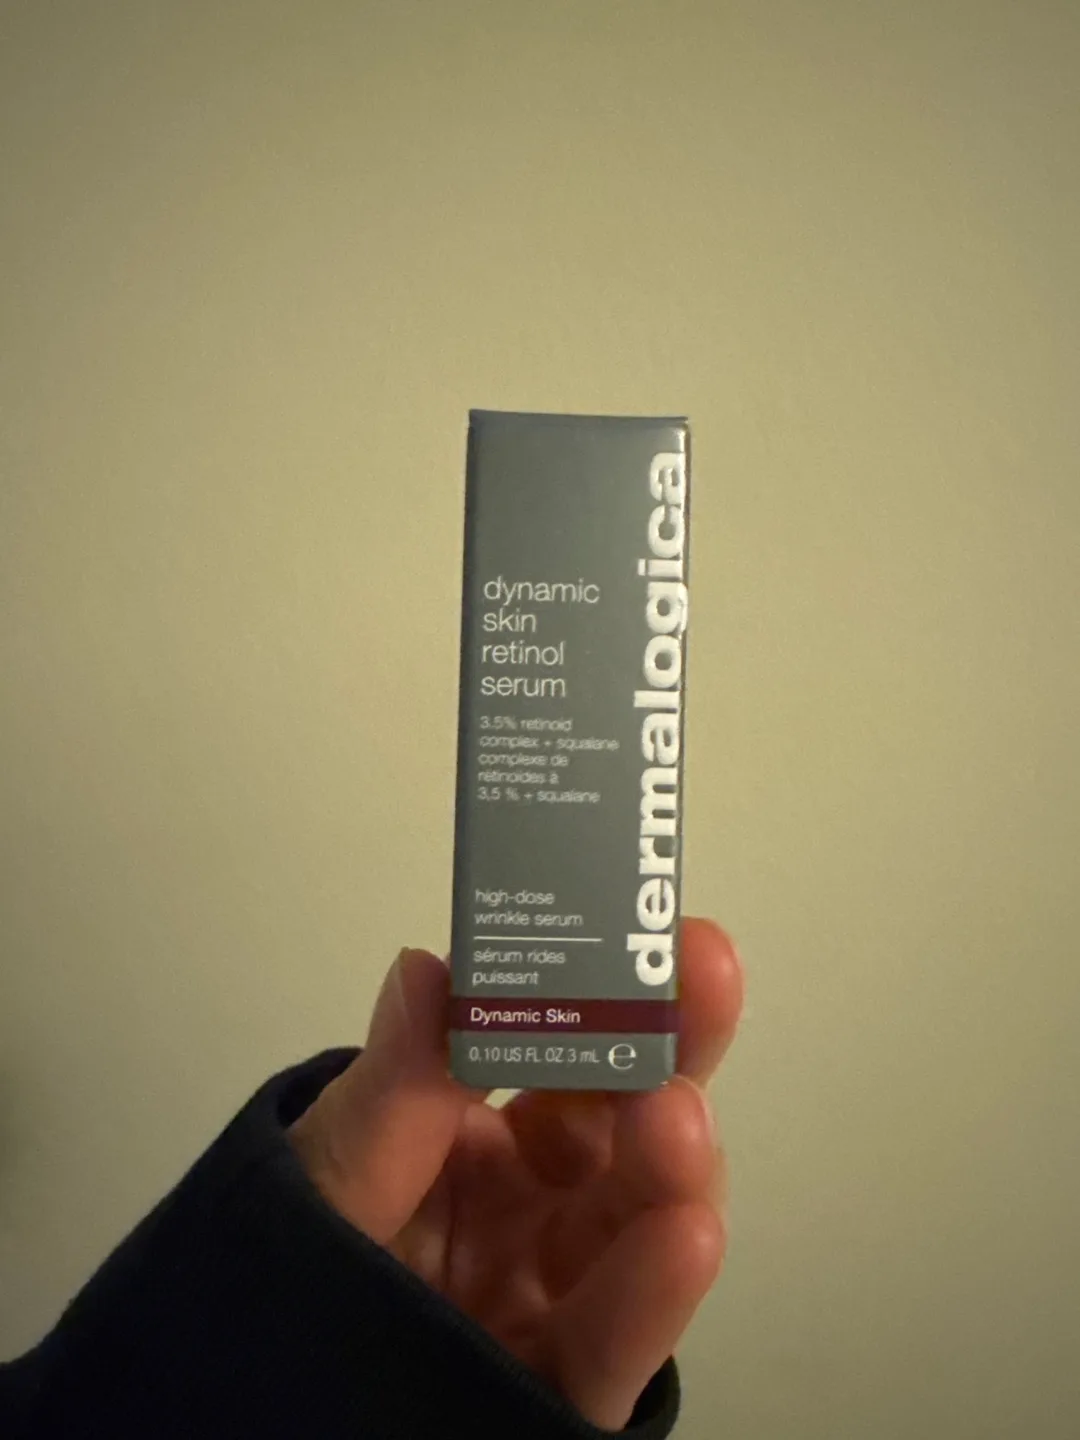 dermalogica
dynamic
skin
retinol
serum
3.5% retinoid
complex + squalane
complexe de
rétinoïdes à
3,5 % + squalane
high-dose
wrinkle serum
sérum rides
puissant
Dynamic Skin
0.10 US FL OZ 3 mL ℮